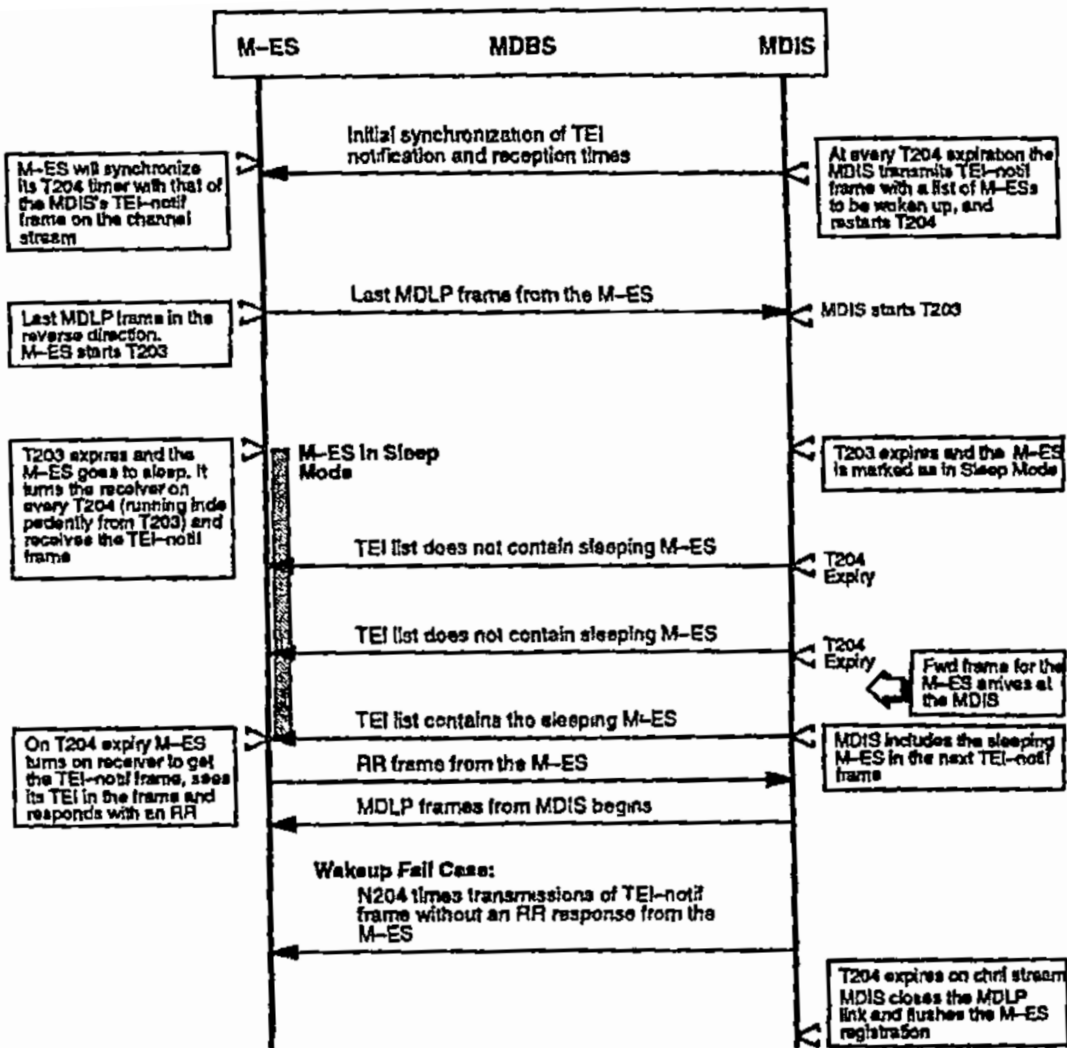 M-ES MDBS MDIS
Initial synchronization of TEI
notification and reception times
M-ES will synchronize
its T204 timer with that of
the MDIS's TEI-notif
frame on the channel
stream
At every T204 expiration the
MDIS transmits TEI-notif
frame with a list of M-ESs
to be woken up, and
restarts T204
Last MDLP frame from the M-ES
Last MDLP frame in the
reverse direction.
M-ES starts T203
MDIS starts T203
T203 expires and the
M-ES goes to sleep. It
turns the receiver on
every T204 (running inde
pedently from T203) and
receives the TEI-notif
frame
M-ES in Sleep
Mode
T203 expires and the M-ES
is marked as in Sleep Mode
TEI list does not contain sleeping M-ES
T204
Expiry
TEI list does not contain sleeping M-ES
T204
Expiry
Fwd frame for the
M-ES arrives at
the MDIS
TEI list contains the sleeping M-ES
On T204 expiry M-ES
turns on receiver to get
the TEI-notif frame, sees
its TEI in the frame and
responds with an RR
MDIS includes the sleeping
M-ES in the next TEI-notif
frame
RR frame from the M-ES
MDLP frames from MDIS begins
Wakeup Fail Case:
N204 times transmissions of TEI-notif
frame without an RR response from the
M-ES
T204 expires on chnl stream
MDIS closes the MDLP
link and flushes the M-ES
registration